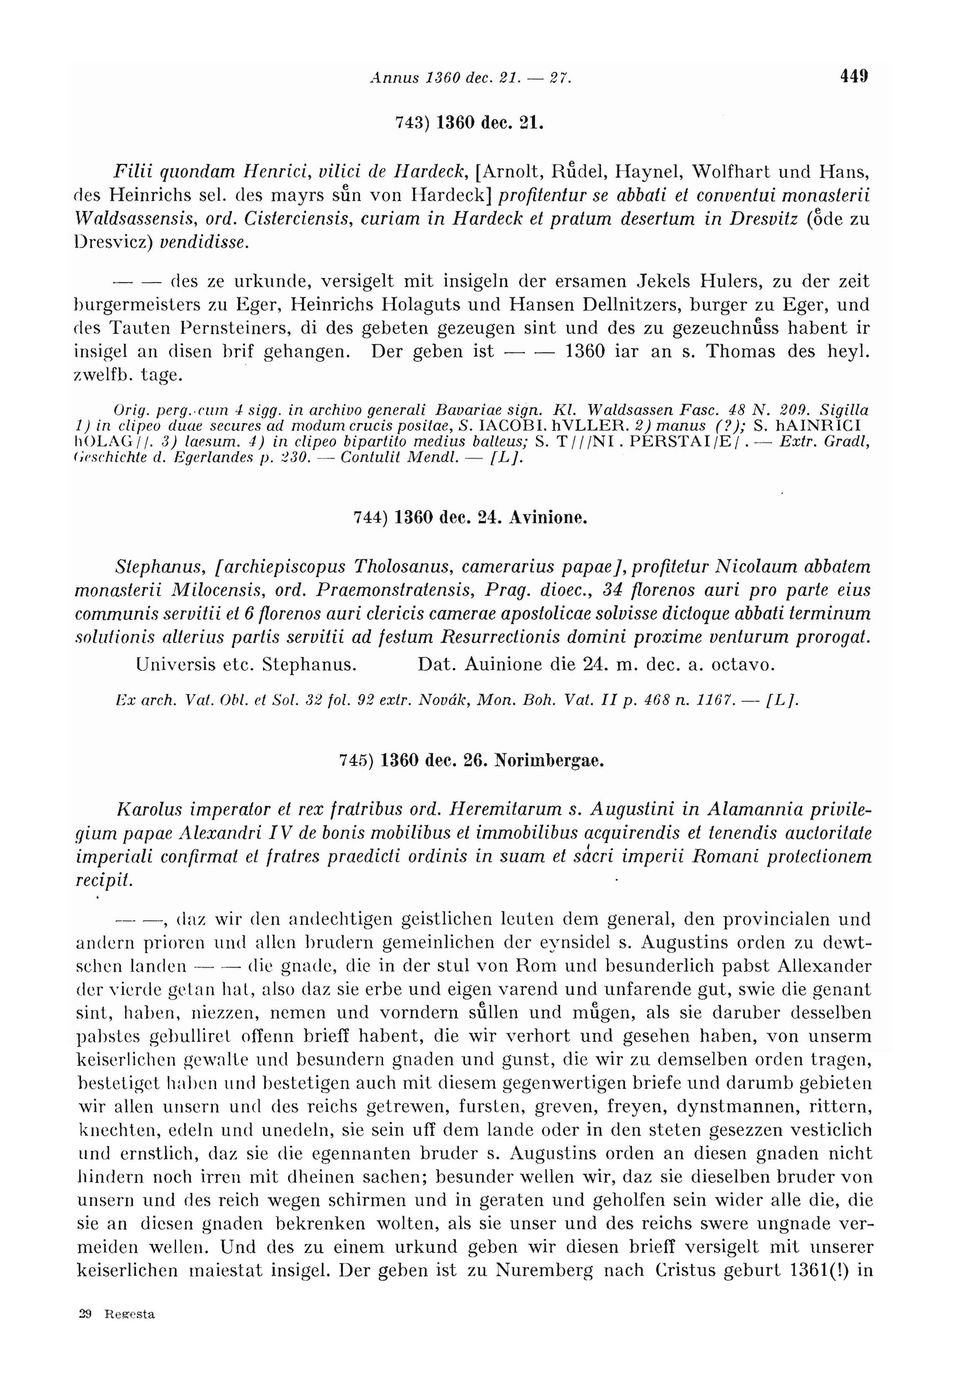 Annus 1360 dec. 21. — 27. 449
743) 1360 dec. 21.
Filii quondam Henrici, vilici de Hardeck, [Arnolt, Růdel, Haynel, Wolfhart und Hans,
des Heinrichs sel. des mayrs sůn von Hardeck] profitentur se abbati et conventui monasterii
Waldsassensis, ord. Cisterciensis, curiam in Hardeck et pratum desertum in Dresvitz (oͤde zu
Dresvicz) vendidisse.
— — des ze urkunde, versigelt mit insigeln der ersamen Jekels Hulers, zu der zeit
burgermeisters zu Eger, Heinrichs Holaguts und Hansen Dellnitzers, burger zu Eger, und
des Tauten Pernsteiners, di des gebeten gezeugen sint und des zu gezeuchnuͤss habent ir
insigel an disen brif gehangen. Der geben ist — — 1360 iar an s. Thomas des heyl.
zwelfb. tage.
Orig. perg. cum 4 sigg. in archivo generali Bavariae sign. Kl. Waldsassen Fasc. 48 N. 209. Sigilla
1) in clipeo duae secures ad modum crucis positae, S. IACOBI. hVLLER. 2) manus (?); S. hAINRICI
hOLAG//. 3) laesum. 4) in clipeo bipartito medius balteus; S. T///NI. PERSTAI/E/. — Extr. Gradl,
Geschichte d. Egerlandes p. 230. — Contulit Mendl. — [L].
744) 1360 dec. 24. Avinione.
Stephanus, [archiepiscopus Tholosanus, camerarius papae], profitetur Nicolaum abbatem
monasterii Milocensis, ord. Praemonstratensis, Prag. dioec., 34 florenos auri pro parte eius
communis servitii et 6 florenos auri clericis camerae apostolicae solvisse dictoque abbati terminum
solutionis alterius partis servitii ad festum Resurrectionis domini proxime venturum prorogat.
Universis etc. Stephanus. Dat. Auinione die 24. m. dec. a. octavo.
Ex arch. Vat. Obl. et Sol. 32 fol. 92 extr. Novák, Mon. Boh. Vat. II p. 468 n. 1167. — [L].
745) 1360 dec. 26. Norimbergae.
Karolus imperator et rex fratribus ord. Heremitarum s. Augustini in Alamannia privile-
gium papae Alexandri IV de bonis mobilibus et immobilibus acquirendis et tenendis auctoritate
imperiali confirmat et fratres praedicti ordinis in suam et sacri imperii Romani protectionem
recipit.
— —, daz wir den andechtigen geistlichen leuten dem general, den provincialen und
andern prioren und allen brudern gemeinlichen der eynsidel s. Augustins orden zu dewt-
schen landen — — die gnade, die in der stul von Rom und besunderlich pabst Allexander
der vierde getan hat, also daz sie erbe und eigen varend und unfarende gut, swie die genant
sint, haben, niezzen, nemen und vorndern suͤllen und muͤgen, als sie daruber desselben
pabstes gebulliret offenn brieff habent, die wir verhort und gesehen haben, von unserm
keiserlichen gewalte und besundern gnaden und gunst, die wir zu demselben orden tragen,
bestetiget haben und bestetigen auch mit diesem gegenwertigen briefe und darumb gebieten
wir allen unsern und des reichs getrewen, fursten, greven, freyen, dynstmannen, rittern,
knechten, edeln und unedeln, sie sein uff dem lande oder in den steten gesezzen vesticlich
und ernstlich, daz sie die egennanten bruder s. Augustins orden an diesen gnaden nicht
hindern noch irren mit dheinen sachen; besunder wellen wir, daz sie dieselben bruder von
unsern und des reich wegen schirmen und in geraten und geholfen sein wider alle die, die
sie an diesen gnaden bekrenken wolten, als sie unser und des reichs swere ungnade ver-
meiden wellen. Und des zu einem urkund geben wir diesen brieff versigelt mit unserer
keiserlichen maiestat insigel. Der geben ist zu Nuremberg nach Cristus geburt 1361(!) in
29 Regesta